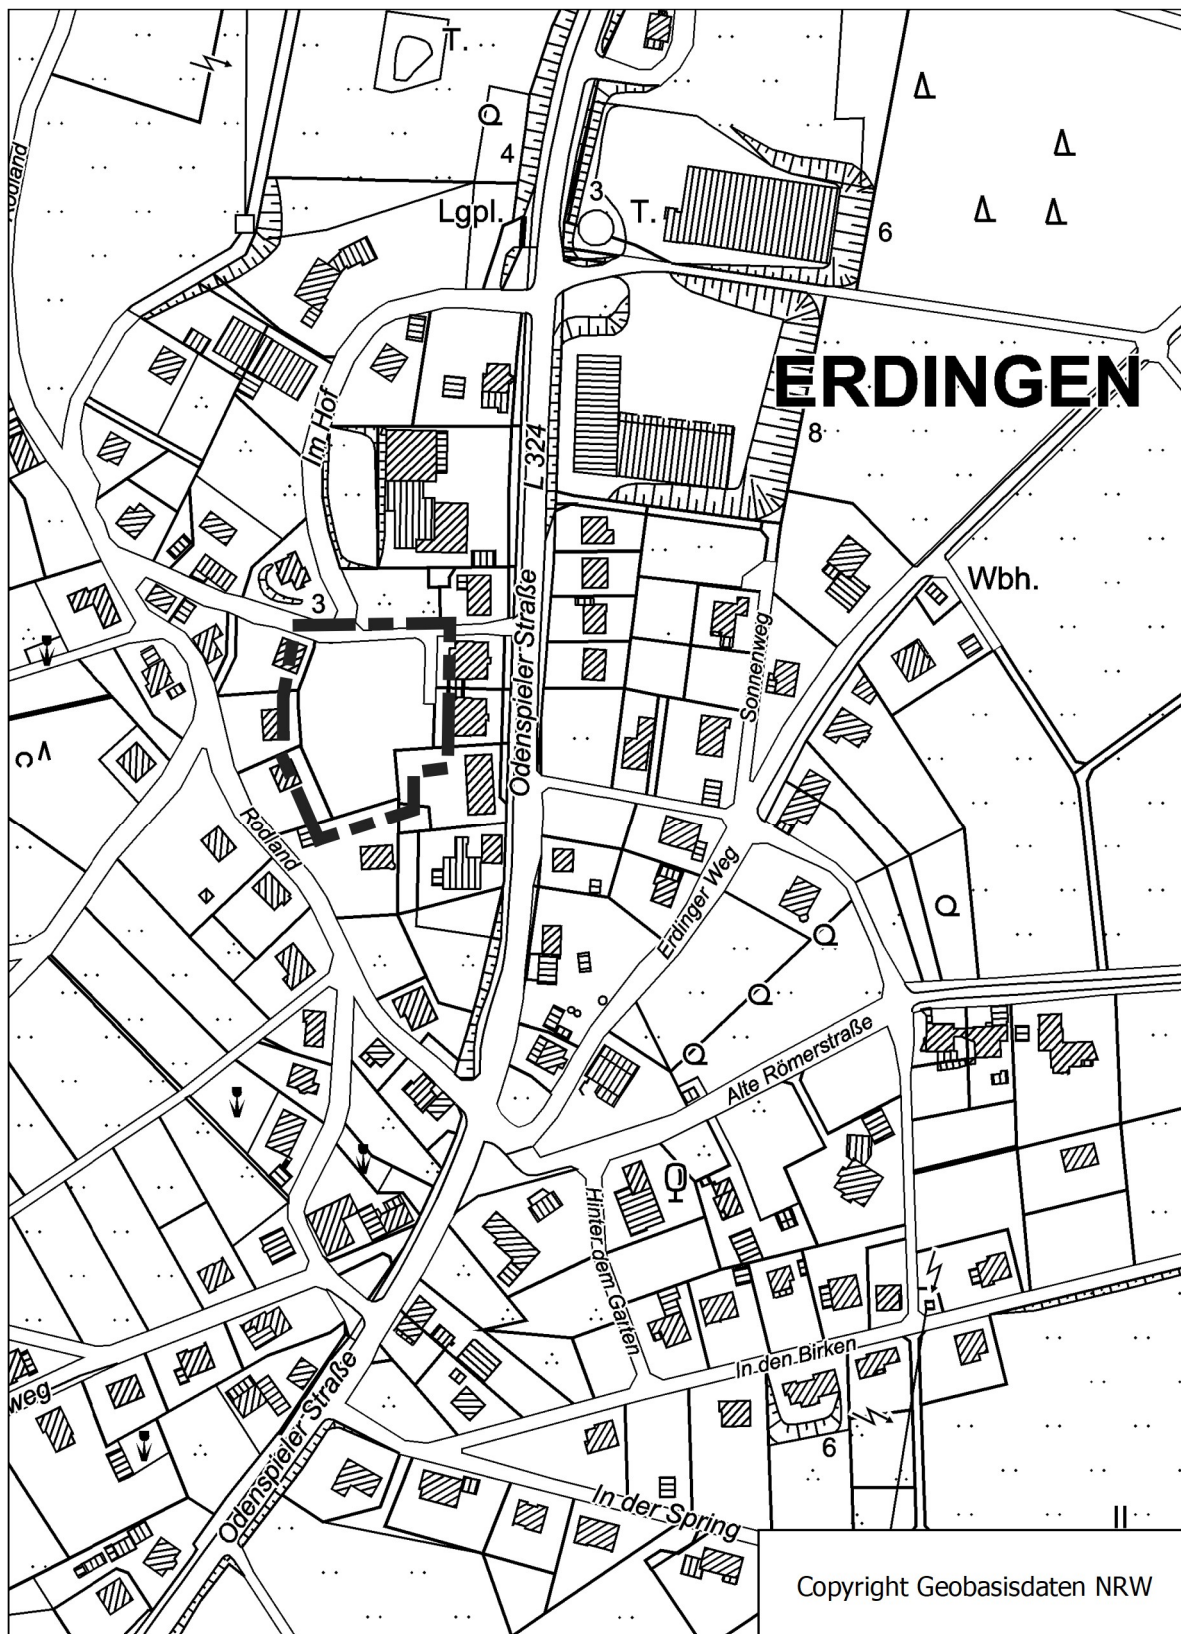 T.
4
Rodland
Lgpl.
3
T.
6
ERDINGEN
Im Hof
L 324
8
Wbh.
3
Odenspieler Straße
Sonnenweg
Rodland
Erdinger Weg
Alte Römerstraße
Hinter dem Garten
In den Birken
weg
Odenspieler Straße
6
In der Spring
II
Copyright Geobasisdaten NRW